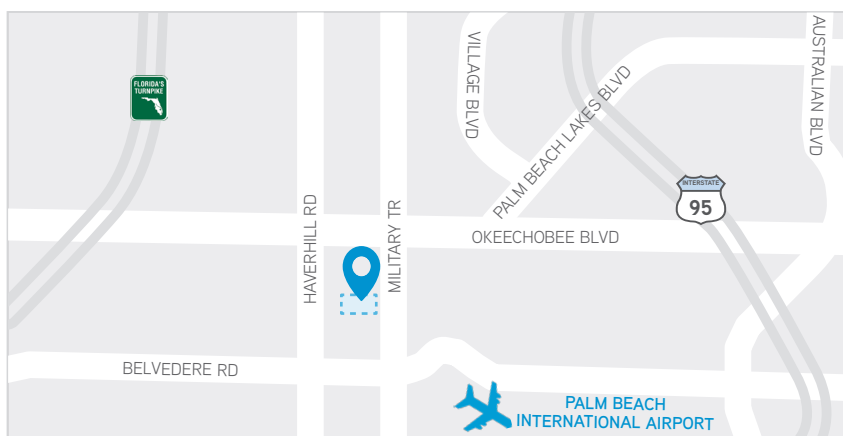 FLORIDA'S
TURNPIKE
VILLAGE BLVD
PALM BEACH LAKES BLVD
AUSTRALIAN BLVD
INTERSTATE
95
HAVERHILL RD
MILITARY TR
OKEECHOBEE BLVD
BELVEDERE RD
PALM BEACH
INTERNATIONAL AIRPORT